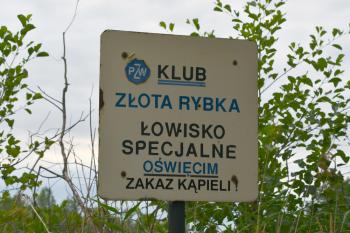 PZW KLUB
ZŁOTA RYBKA
ŁOWISKO
SPECJALNE
OŚWIĘCIM
ZAKAZ KĄPIELI!